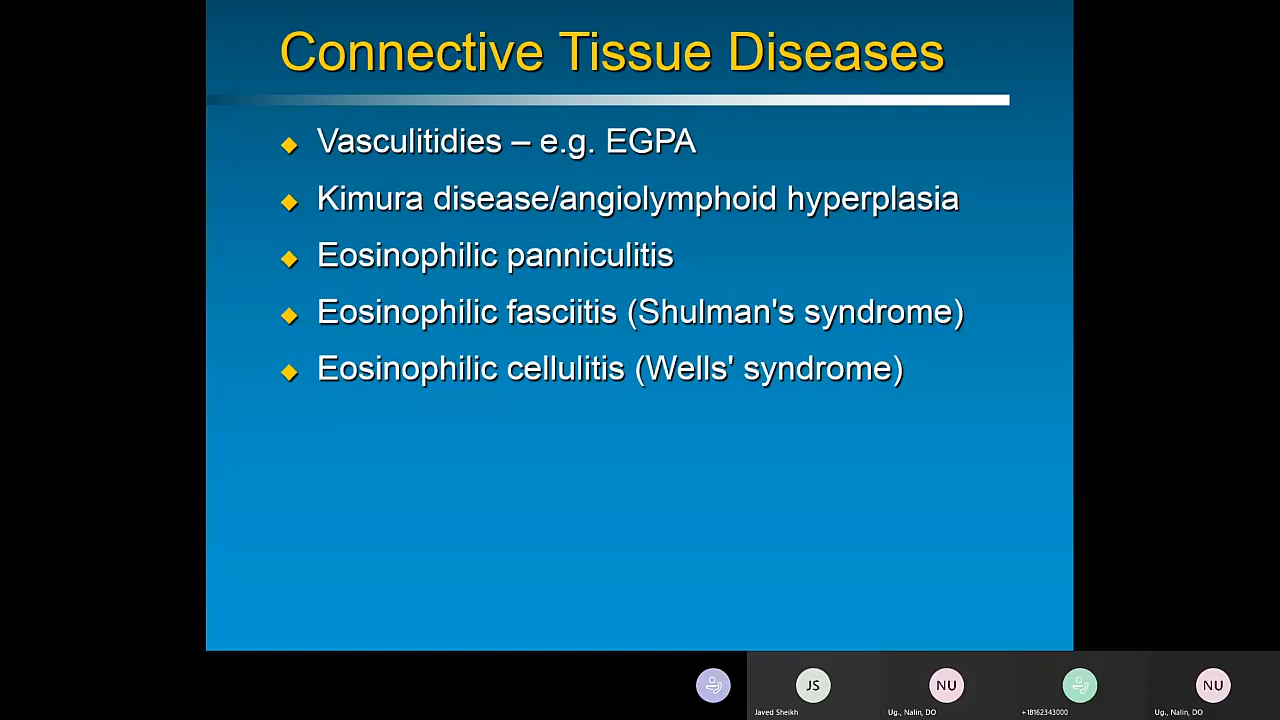 Connective Tissue Diseases
Vasculitidies – e.g. EGPA
Kimura disease/angiolymphoid hyperplasia
Eosinophilic panniculitis
Eosinophilic fasciitis (Shulman's syndrome)
Eosinophilic cellulitis (Wells' syndrome)
JS
NU
NU
Javed Sheikh
Ug., Nalin, DO
+18162343000
Ug., Nalin, DO